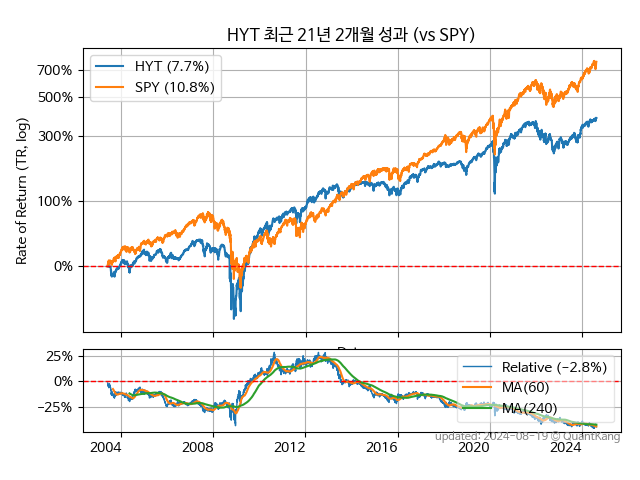 HYT 최근 21년 2개월 성과 (vs SPY)
HYT (7.7%)
SPY (10.8%)
700%
500%
300%
100%
0%
Rate of Return (TR, log)
25%
0%
−25%
Relative (−2.8%)
MA(60)
MA(240)
2004
2008
2012
2016
2020
2024
updated: 2024-08-19 © QuantKang